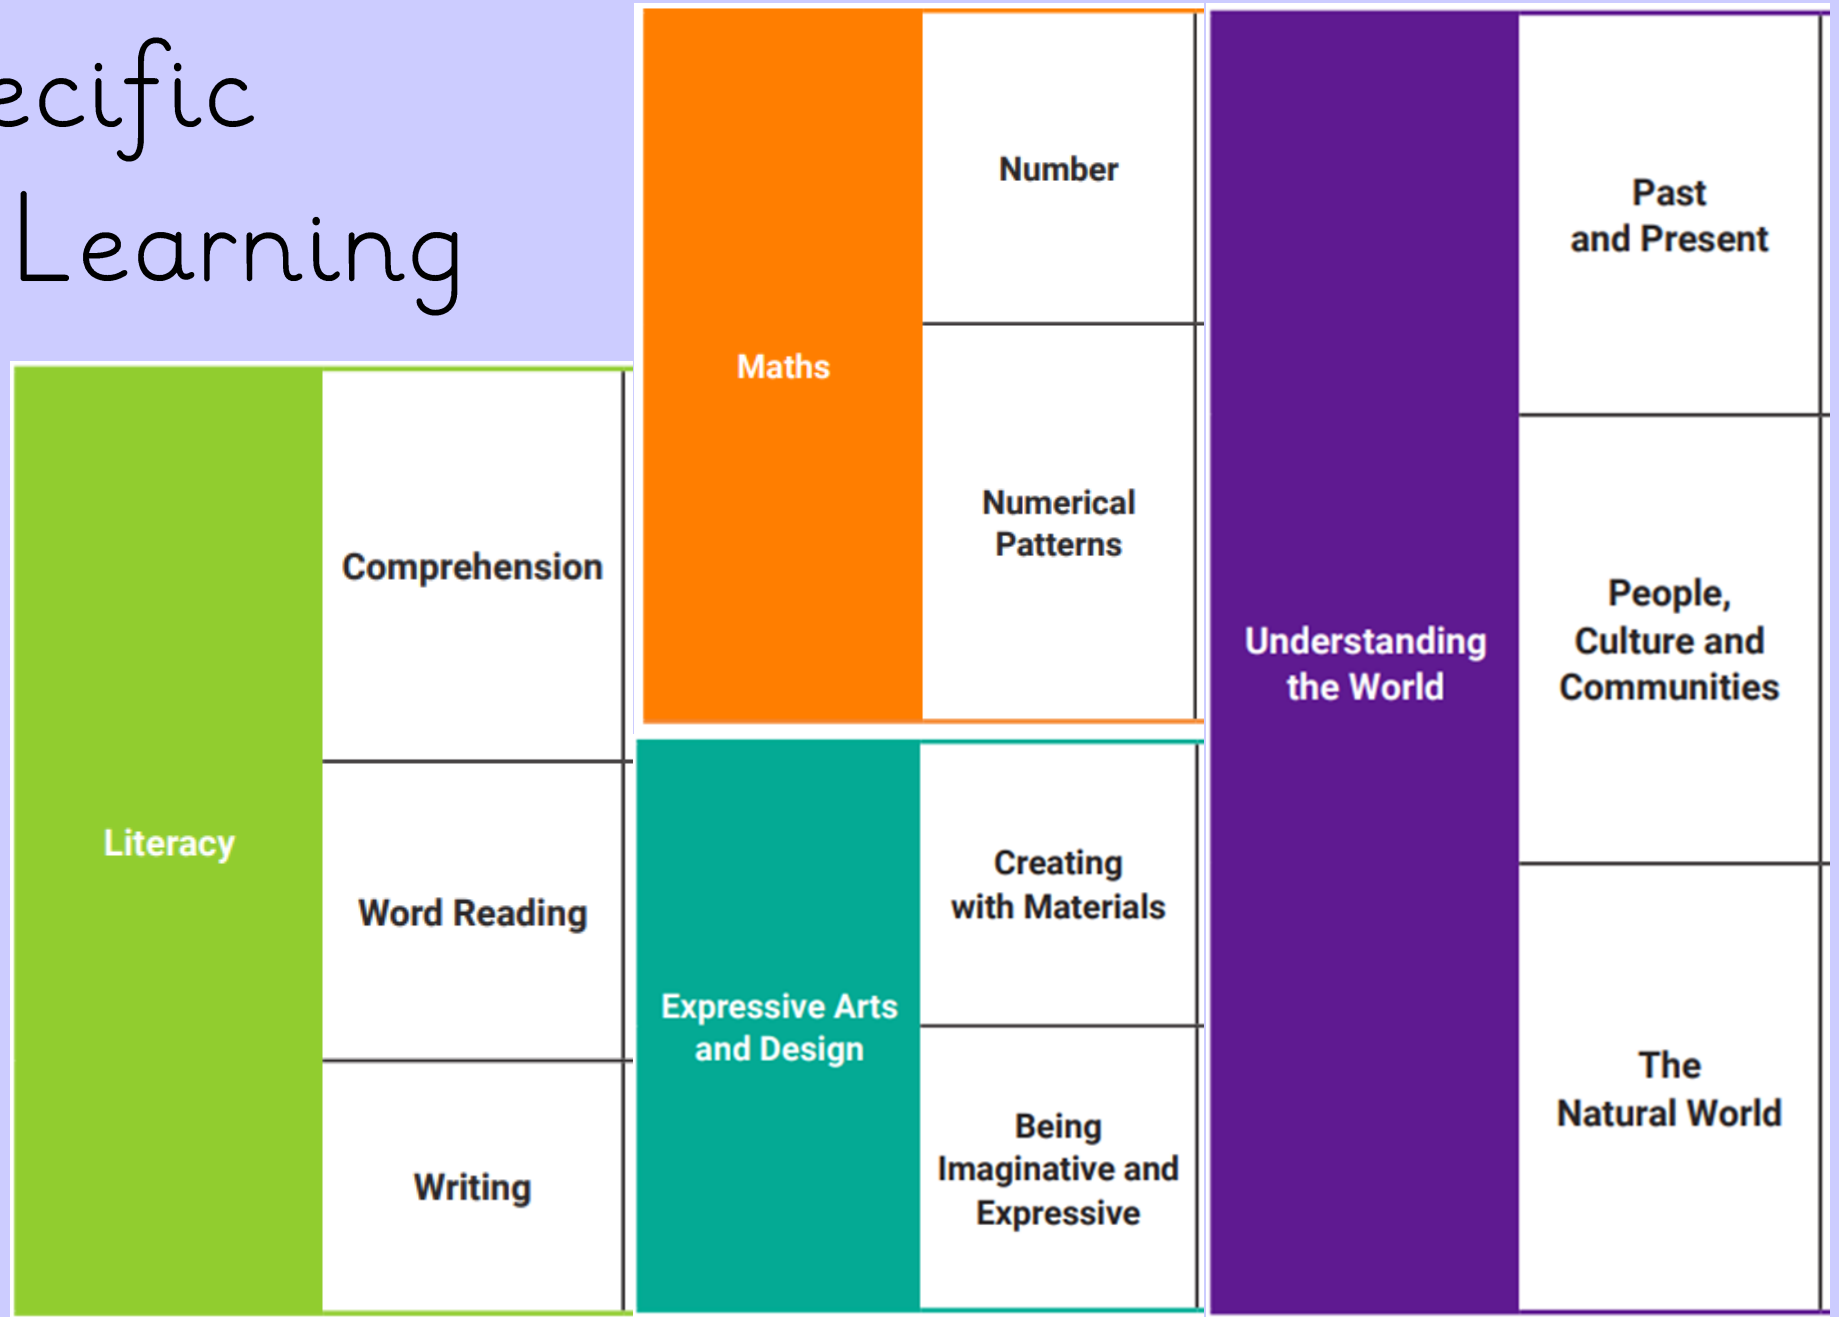 ecific
Learning
Literacy
Comprehension
Word Reading
Writing
Maths
Number
Numerical
Patterns
Expressive Arts
and Design
Creating
with Materials
Being
Imaginative and
Expressive
Understanding
the World
Past
and Present
People,
Culture and
Communities
The
Natural World